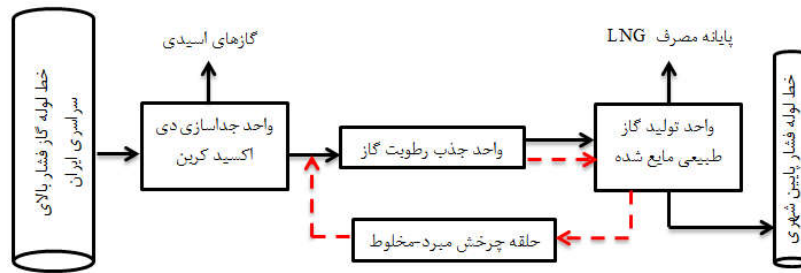 خط لوله گاز فشار بالای
سراسری ایران
گازهای اسیدی
واحد جداسازی دی
اکسید کربن
واحد جذب رطوبت گاز
حلقه چرخش مبرد-مخلوط
پایانه مصرف LNG
واحد تولید گاز
طبیعی مایع شده
خط لوله فشار پایین شهری